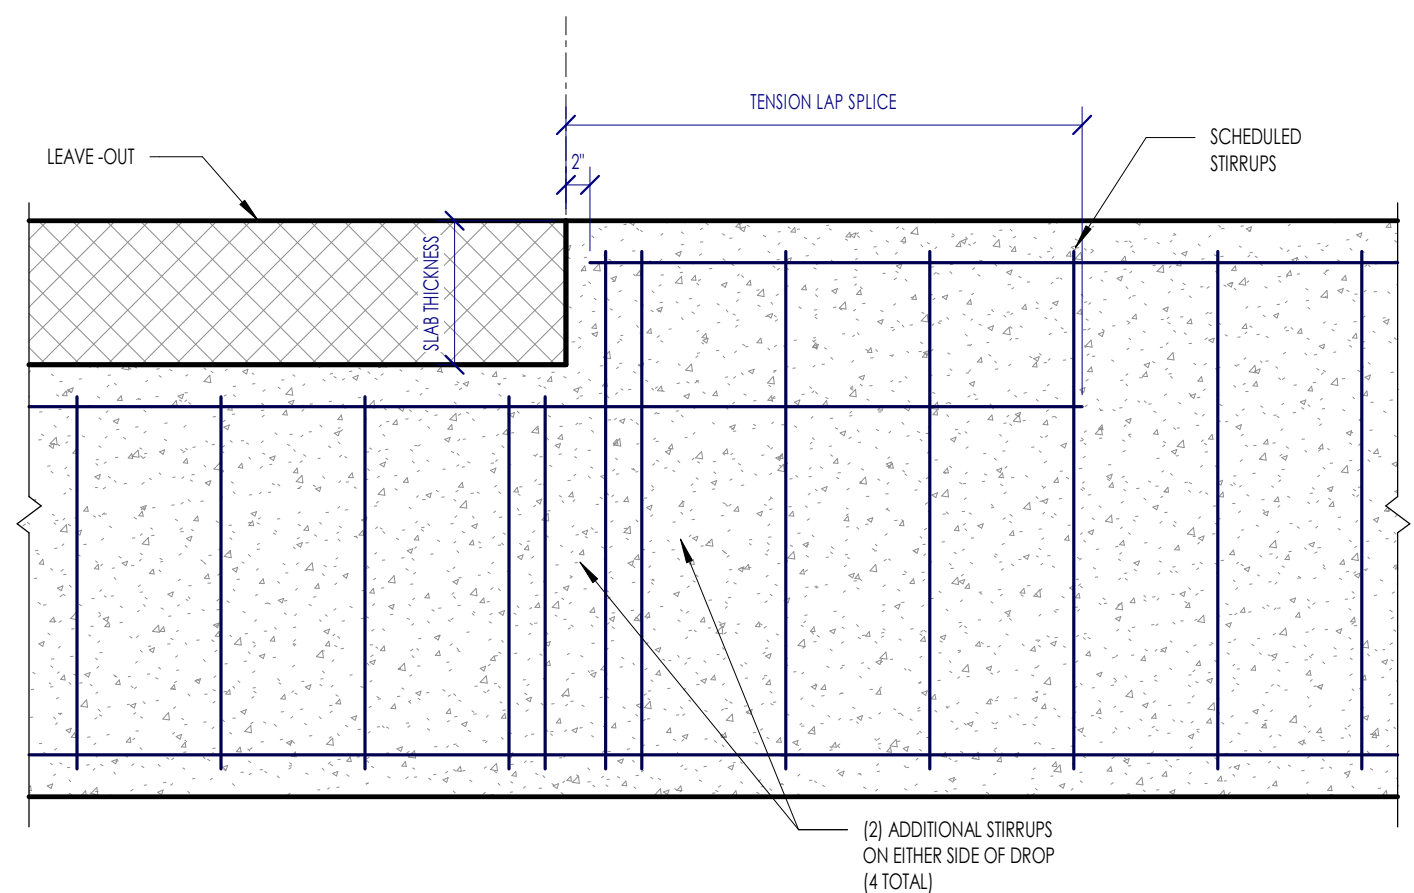 TENSION LAP SPLICE
SCHEDULED
STIRRUPS
LEAVE -OUT
2"
SLAB THICKNESS
(2) ADDITIONAL STIRRUPS
ON EITHER SIDE OF DROP
(4 TOTAL)